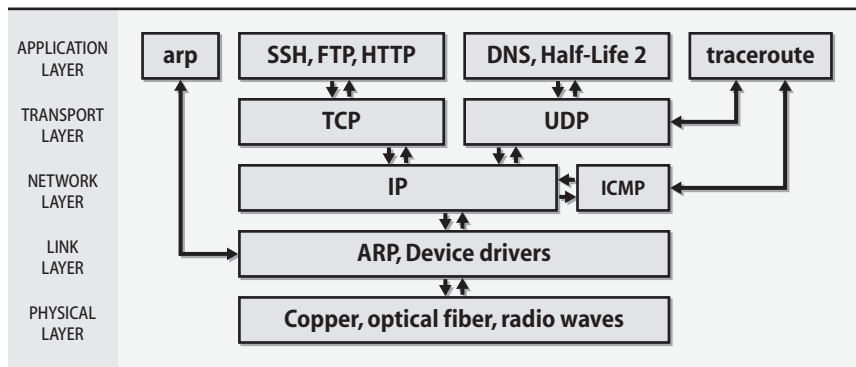 APPLICATION
LAYER
arp
SSH, FTP, HTTP
DNS, Half-Life 2
traceroute
TRANSPORT
LAYER
TCP
UDP
NETWORK
LAYER
IP
ICMP
LINK
LAYER
ARP, Device drivers
PHYSICAL
LAYER
Copper, optical fiber, radio waves